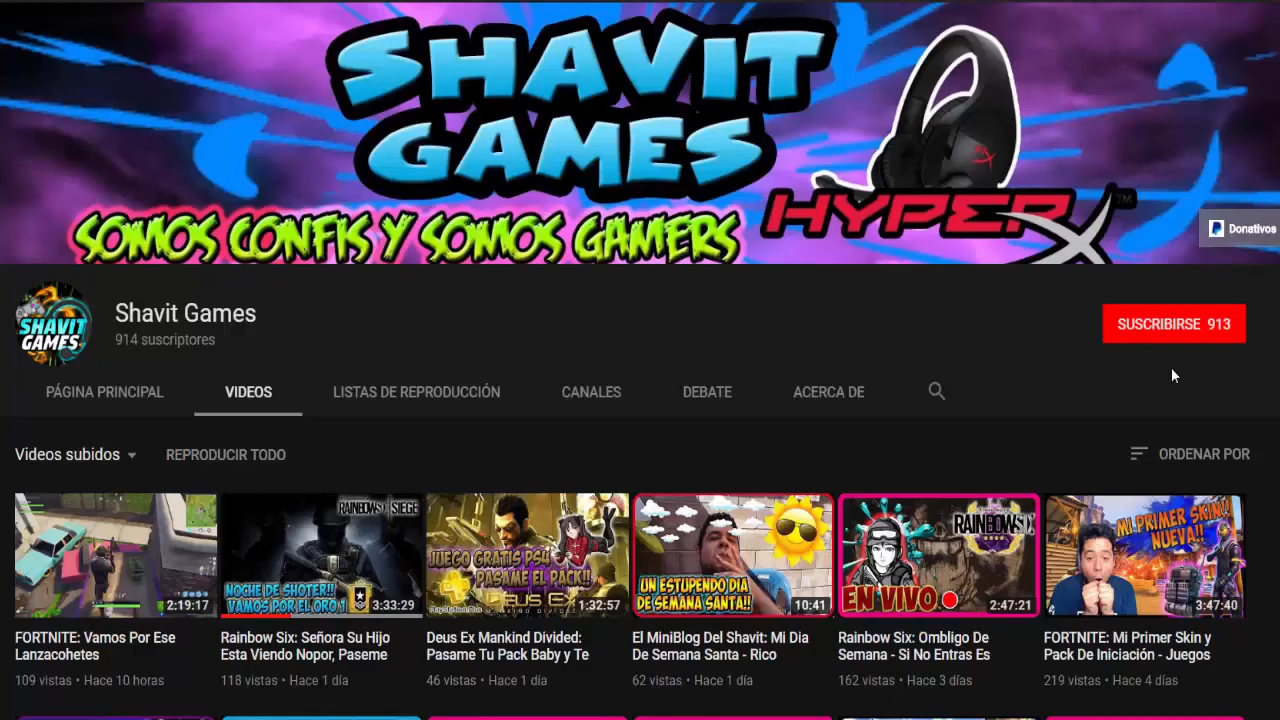 SHAVIT
GAMES
SOMOS CONFIS Y SOMOS GAMERS
HYPERX
TM
Donativos
SHAVIT
GAMES
Shavit Games
914 suscriptores
SUSCRIBIRSE 913
PÁGINA PRINCIPAL
VIDEOS
LISTAS DE REPRODUCCIÓN
CANALES
DEBATE
ACERCA DE
Videos subidos
REPRODUCIR TODO
ORDENAR POR
2:19:17
RAINBOW SIX SIEGE
NOCHE DE SHOTER!!
VAMOS POR EL ORO 1
3:33:29
JUEGO GRATIS PS4
PASAME EL PACK!!
DEUS EX
MANKIND DIVIDED
1:32:57
UN ESTUPENDO DIA
DE SEMANA SANTA!!
10:41
RAINBOW SIX
EN VIVO
2:47:21
MI PRIMER SKIN!!
NUEVA!!
3:47:40
FORTNITE: Vamos Por Ese
Lanzacohetes
109 vistas • Hace 10 horas
Rainbow Six: Señora Su Hijo
Esta Viendo Nopor, Paseme
118 vistas • Hace 1 día
Deus Ex Mankind Divided:
Pasame Tu Pack Baby y Te
46 vistas • Hace 1 día
El MiniBlog Del Shavit: Mi Dia
De Semana Santa - Rico
62 vistas • Hace 1 día
Rainbow Six: Ombligo De
Semana - Si No Entras Es
162 vistas • Hace 3 días
FORTNITE: Mi Primer Skin y
Pack De Iniciación - Juegos
219 vistas • Hace 4 días